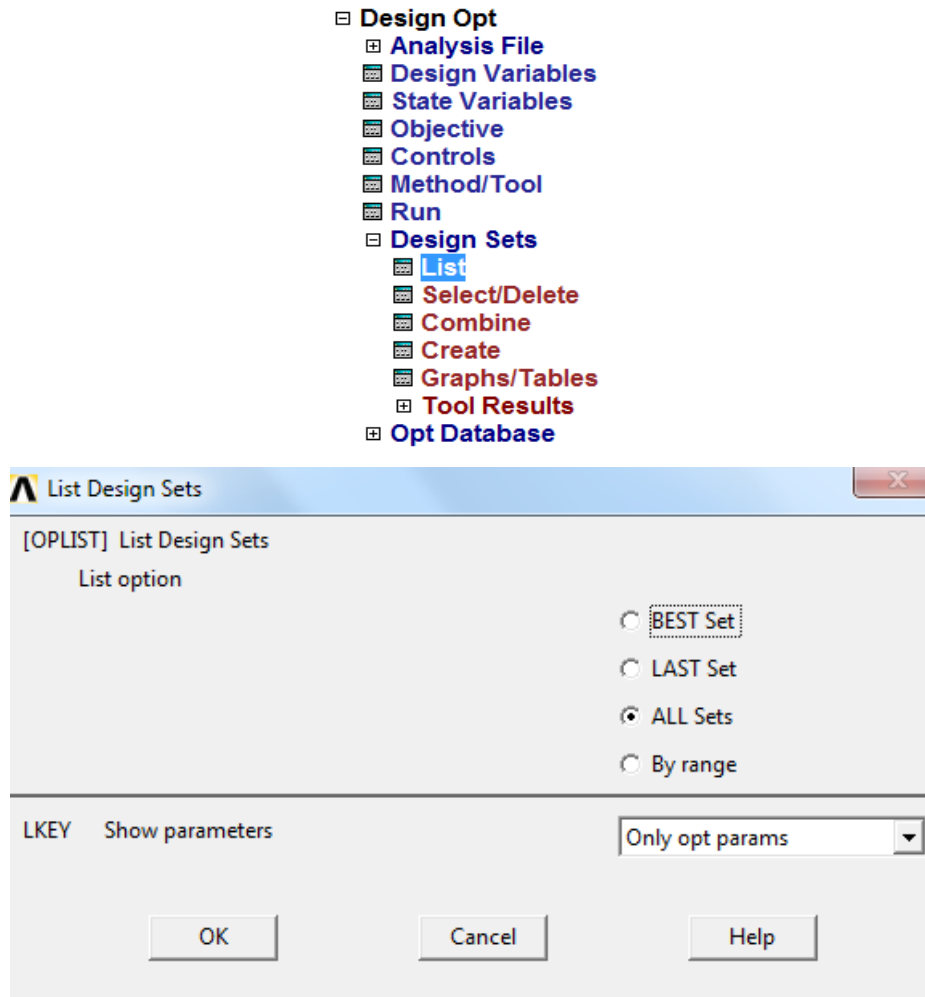 Design Opt
Analysis File
Design Variables
State Variables
Objective
Controls
Method/Tool
Run
Design Sets
List
Select/Delete
Combine
Create
Graphs/Tables
Tool Results
Opt Database
List Design Sets
[OPLIST] List Design Sets
List option
BEST Set
LAST Set
ALL Sets
By range
LKEY Show parameters Only opt params
OK Cancel Help